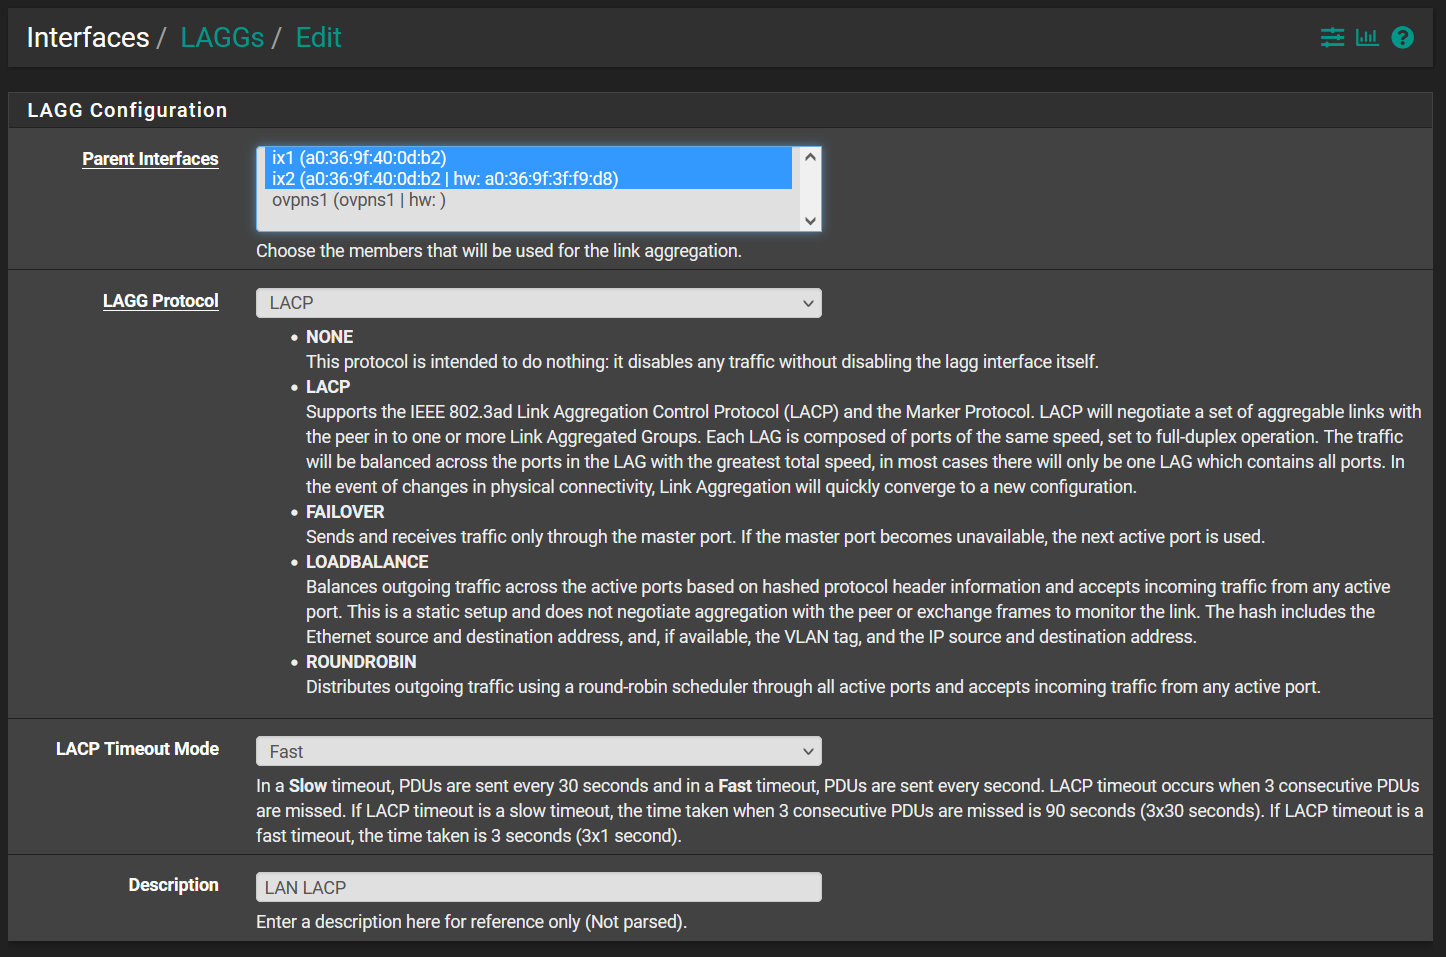 Interfaces / LAGGs / Edit
LAGG Configuration
Parent Interfaces
ix1 (a0:36:9f:40:0d:b2)
ix2 (a0:36:9f:40:0d:b2 | hw: a0:36:9f:3f:f9:d8)
ovpns1 (ovpns1 | hw: )
Choose the members that will be used for the link aggregation.
LAGG Protocol
LACP
• NONE
This protocol is intended to do nothing: it disables any traffic without disabling the lagg interface itself.
• LACP
Supports the IEEE 802.3ad Link Aggregation Control Protocol (LACP) and the Marker Protocol. LACP will negotiate a set of aggregable links with
the peer in to one or more Link Aggregated Groups. Each LAG is composed of ports of the same speed, set to full-duplex operation. The traffic
will be balanced across the ports in the LAG with the greatest total speed, in most cases there will only be one LAG which contains all ports. In
the event of changes in physical connectivity, Link Aggregation will quickly converge to a new configuration.
• FAILOVER
Sends and receives traffic only through the master port. If the master port becomes unavailable, the next active port is used.
• LOADBALANCE
Balances outgoing traffic across the active ports based on hashed protocol header information and accepts incoming traffic from any active
port. This is a static setup and does not negotiate aggregation with the peer or exchange frames to monitor the link. The hash includes the
Ethernet source and destination address, and, if available, the VLAN tag, and the IP source and destination address.
• ROUNDROBIN
Distributes outgoing traffic using a round-robin scheduler through all active ports and accepts incoming traffic from any active port.
LACP Timeout Mode
Fast
In a Slow timeout, PDUs are sent every 30 seconds and in a Fast timeout, PDUs are sent every second. LACP timeout occurs when 3 consecutive PDUs
are missed. If LACP timeout is a slow timeout, the time taken when 3 consecutive PDUs are missed is 90 seconds (3x30 seconds). If LACP timeout is a
fast timeout, the time taken is 3 seconds (3x1 second).
Description
LAN LACP
Enter a description here for reference only (Not parsed).